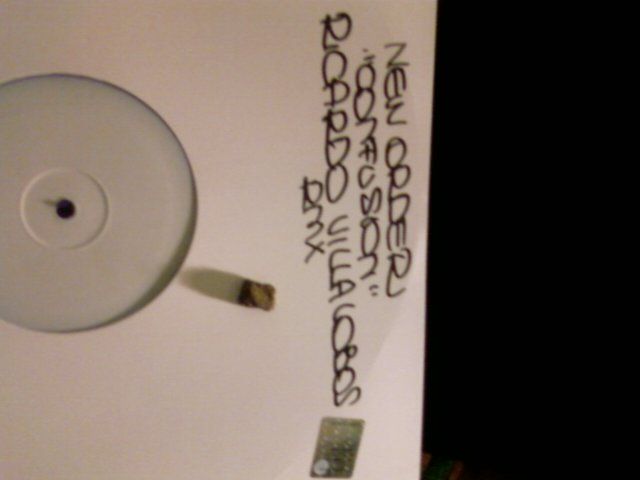 NEW ORDER
"CONFUSION"
RICARDO VILLALOBOS
RMX